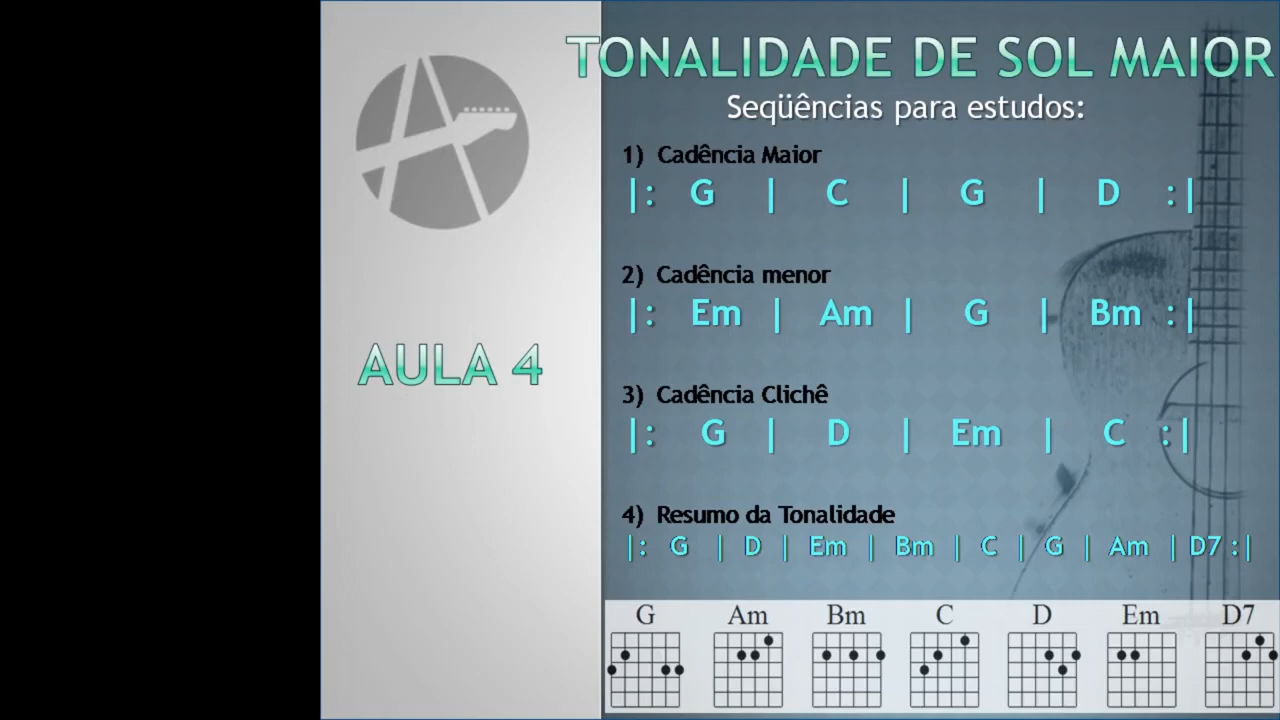 TONALIDADE DE SOL MAIOR
Seqüências para estudos:
1) Cadência Maior
|: G | C | G | D :|
2) Cadência menor
|: Em | Am | G | Bm :|
AULA 4
3) Cadência Clichê
|: G | D | Em | C :|
4) Resumo da Tonalidade
|: G | D | Em | Bm | C | G | Am | D7 :|
G Am Bm C D Em D7